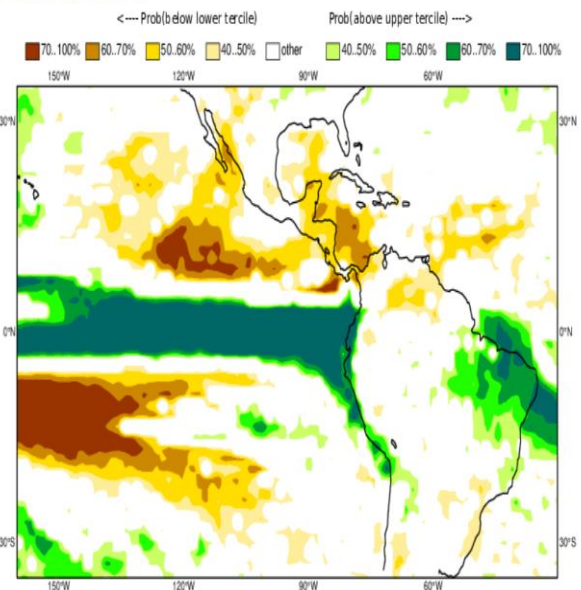 <---- Prob(below lower tercile) Prob(above upper tercile) ---->
70..100% 60..70% 50..60% 40..50% other 40..50% 50..60% 60..70% 70..100%
150°W 120°W 90°W 60°W
30°N 30°N
0°N 0°N
30°S 30°S
150°W 120°W 90°W 60°W